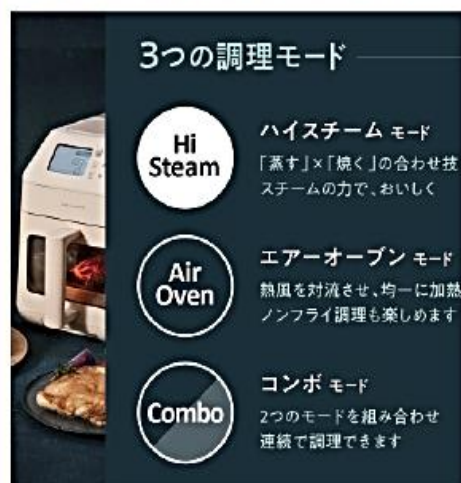 3つの調理モード
Hi
Steam
ハイスチーム モード
「蒸す」×「焼く」の合わせ技
スチームの力で、おいしく
Air
Oven
エアーオーブン モード
熱風を対流させ、均一に加熱
ノンフライ調理も楽しめます
Combo
コンボ モード
2つのモードを組み合わせ
連続で調理できます